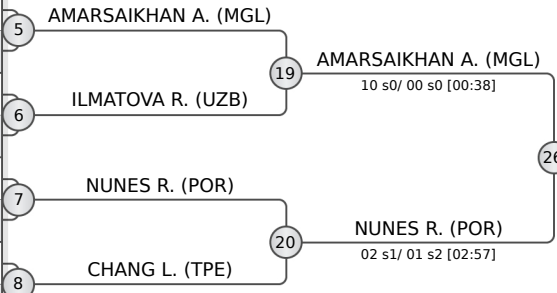 AMARSAIKHAN A. (MGL)
5
19
AMARSAIKHAN A. (MGL)
10 s0/ 00 s0 [00:38]
6
ILMATOVA R. (UZB)
26
7
NUNES R. (POR)
20
NUNES R. (POR)
02 s1/ 01 s2 [02:57]
8
CHANG L. (TPE)